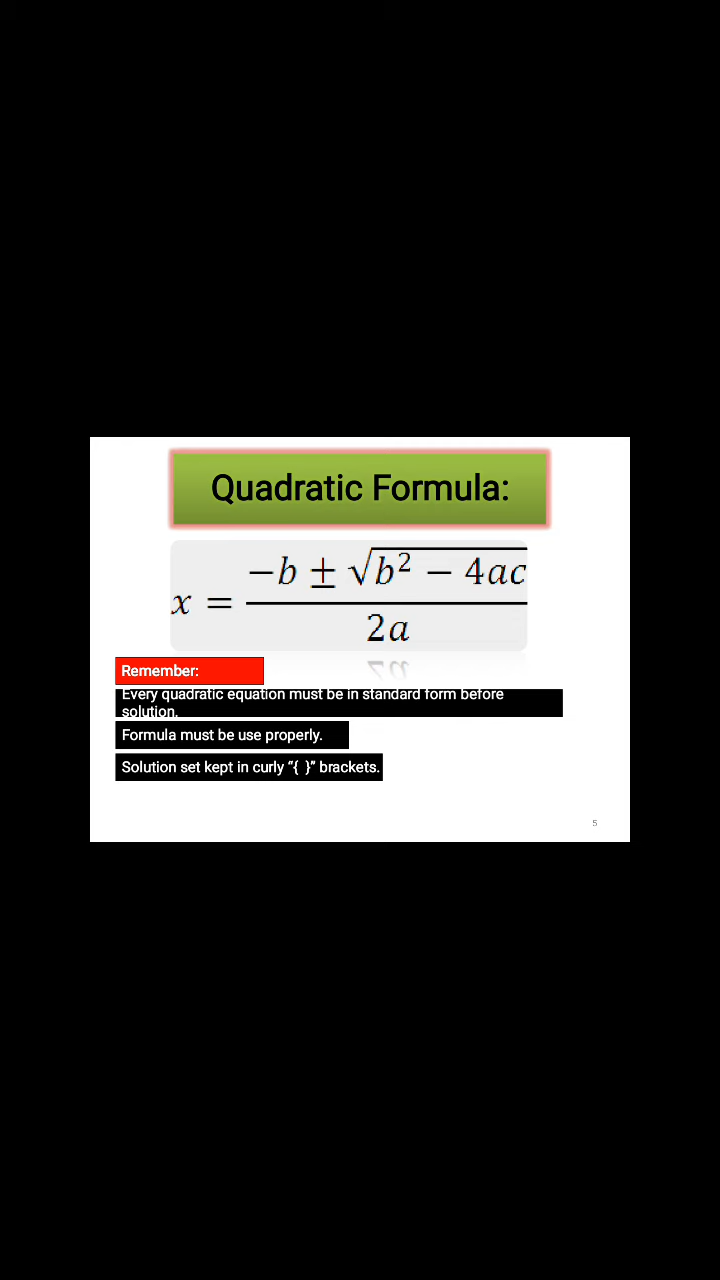 Quadratic Formula:
x = −b ± √b² − 4ac / 2a
Remember:
Every quadratic equation must be in standard form before
solution.
Formula must be use properly.
Solution set kept in curly “{ }” brackets.
5